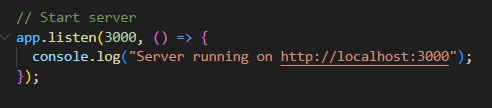 // Start server
app.listen(3000, () => {
  console.log("Server running on http://localhost:3000");
});